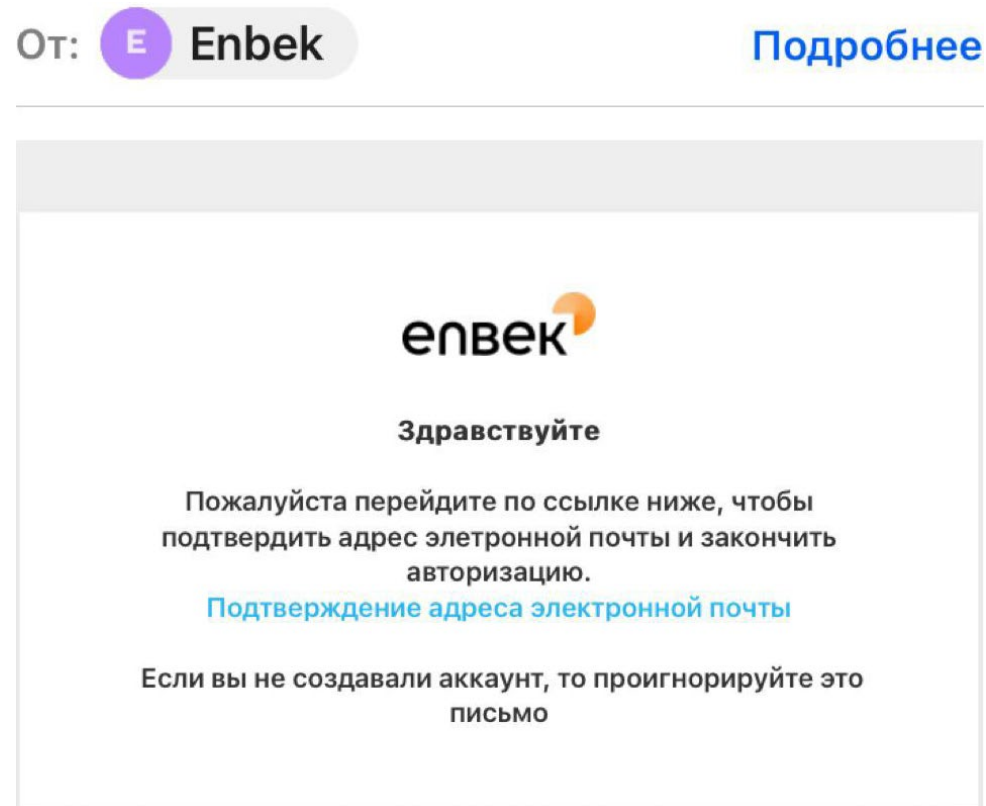 От: E Enbek Подробнее
enвек
Здравствуйте
Пожалуйста перейдите по ссылке ниже, чтобы
подтвердить адрес элетронной почты и закончить
авторизацию.
Подтверждение адреса электронной почты
Если вы не создавали аккаунт, то проигнорируйте это
письмо